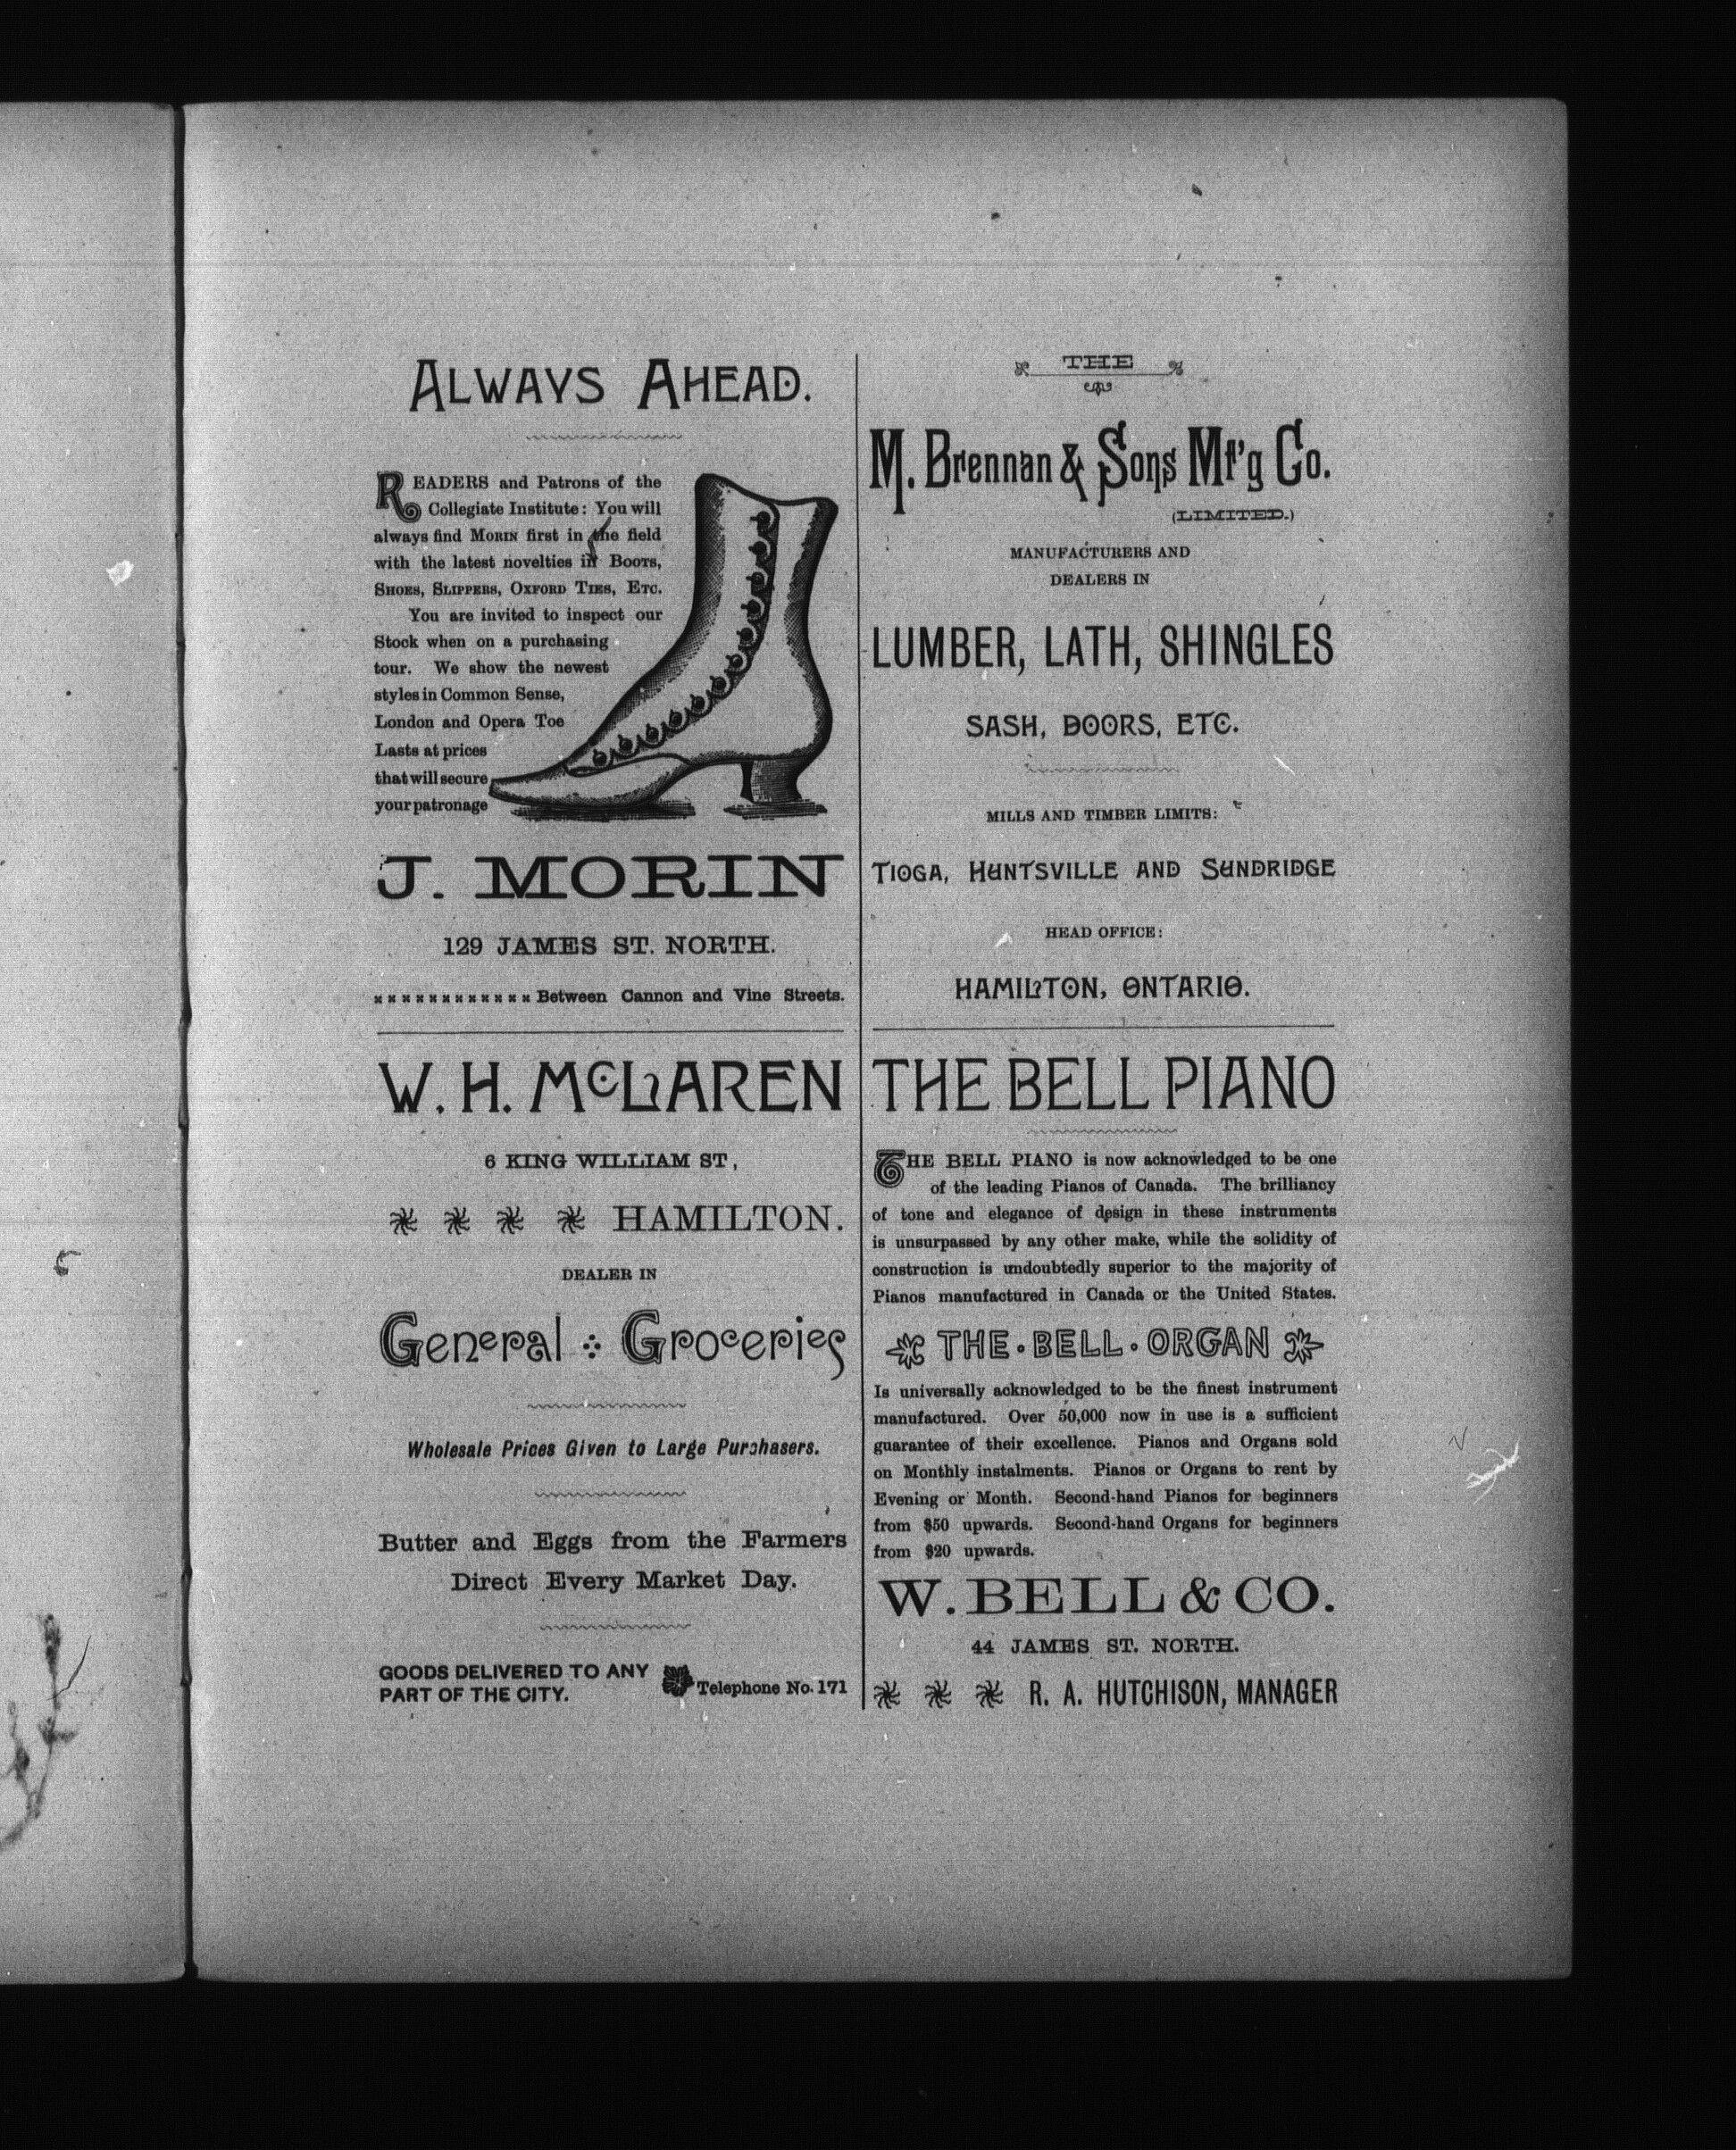 ALWAYS AHEAD.
READERS and Patrons of the
Collegiate Institute: You will
always find MORIN first in the field
with the latest novelties in BOOTS,
SHOES, SLIPPERS, OXFORD TIES, ETC.
You are invited to inspect our
Stock when on a purchasing
tour. We show the newest
styles in Common Sense,
London and Opera Toe
Lasts at prices
that will secure
your patronage
J. MORIN
129 JAMES ST. NORTH.
Between Cannon and Vine Streets.
W. H. MCLAREN
6 KING WILLIAM ST,
HAMILTON.
DEALER IN
General Groceries
Wholesale Prices Given to Large Purchasers.
Butter and Eggs from the Farmers
Direct Every Market Day.
GOODS DELIVERED TO ANY
PART OF THE CITY.
Telephone No. 171
THE
M. Brennan & Sons Mf'g Co.
(LIMITED.)
MANUFACTURERS AND
DEALERS IN
LUMBER, LATH, SHINGLES
SASH, DOORS, ETC.
MILLS AND TIMBER LIMITS:
TIOGA, HUNTSVILLE AND SUNDRIDGE
HEAD OFFICE:
HAMILTON, ONTARIO.
THE BELL PIANO
THE BELL PIANO is now acknowledged to be one
of the leading Pianos of Canada. The brilliancy
of tone and elegance of design in these instruments
is unsurpassed by any other make, while the solidity of
construction is undoubtedly superior to the majority of
Pianos manufactured in Canada or the United States.
THE · BELL · ORGAN
Is universally acknowledged to be the finest instrument
manufactured. Over 50,000 now in use is a sufficient
guarantee of their excellence. Pianos and Organs sold
on Monthly instalments. Pianos or Organs to rent by
Evening or Month. Second-hand Pianos for beginners
from $50 upwards. Second-hand Organs for beginners
from $20 upwards.
W. BELL & CO.
44 JAMES ST. NORTH.
R. A. HUTCHISON, MANAGER